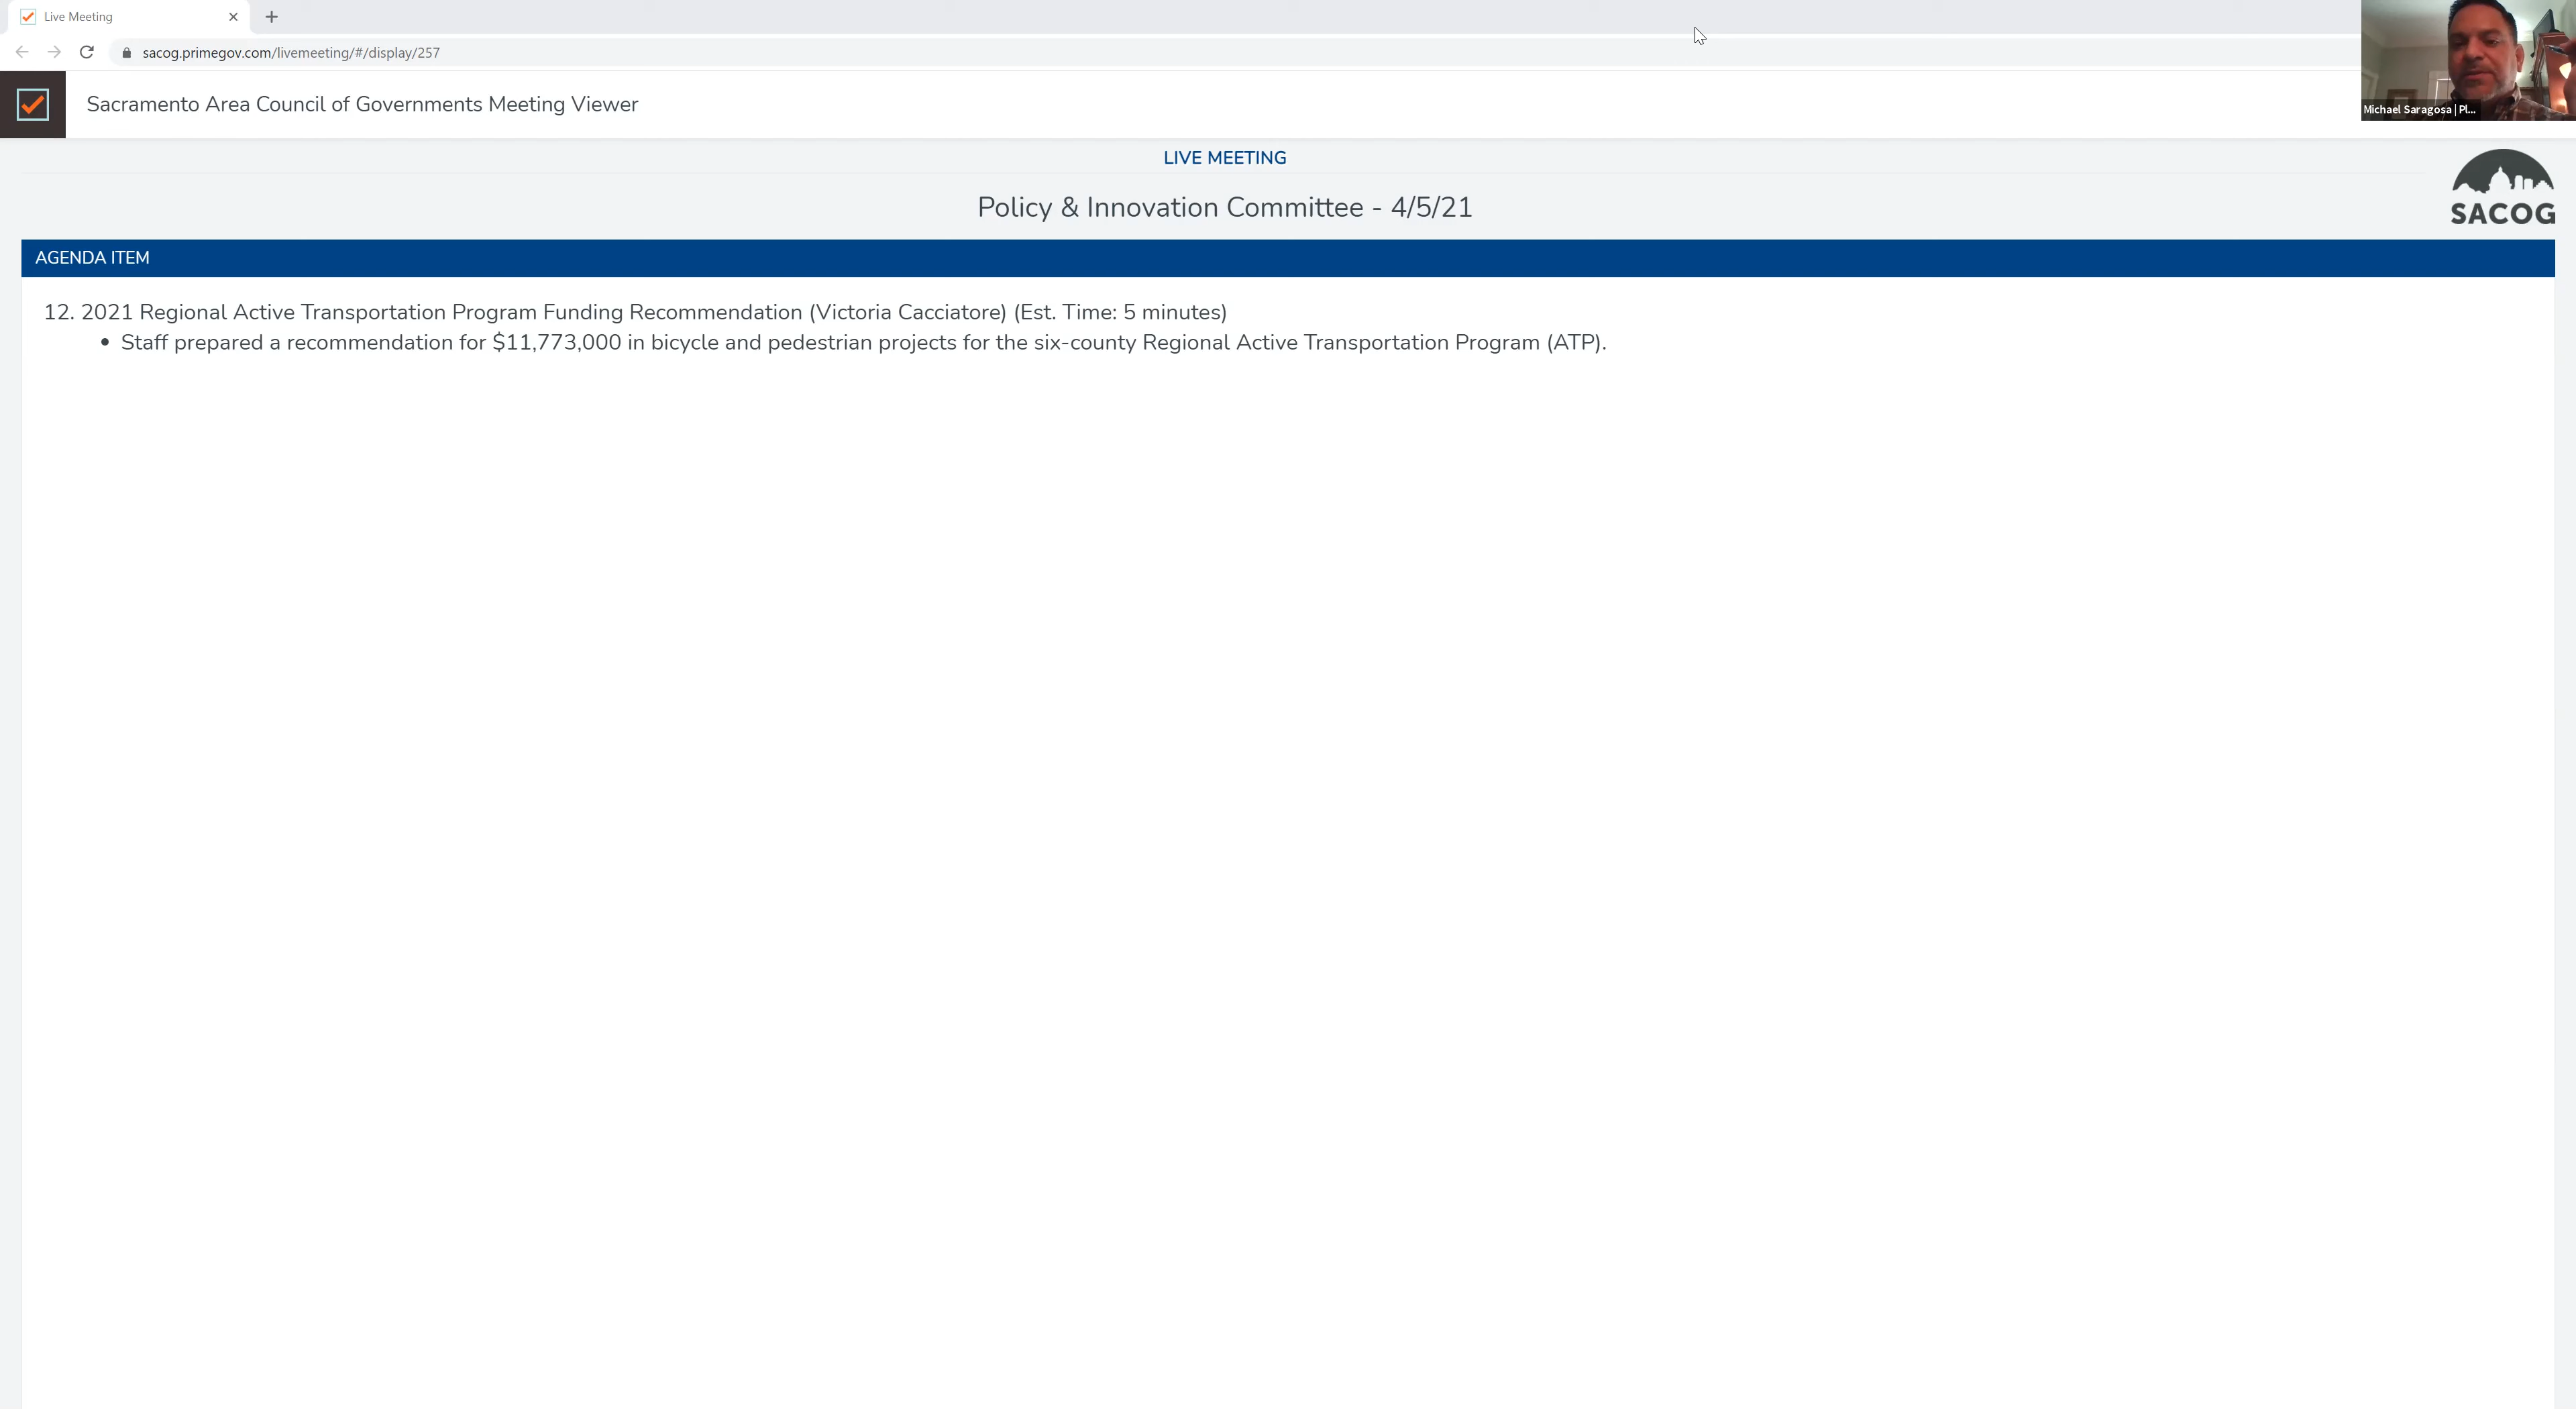 Live Meeting
sacog.primegov.com/livemeeting/#/display/257
Sacramento Area Council of Governments Meeting Viewer
Michael Saragosa | Pl...
LIVE MEETING
Policy & Innovation Committee - 4/5/21
SACOG
AGENDA ITEM
12. 2021 Regional Active Transportation Program Funding Recommendation (Victoria Cacciatore) (Est. Time: 5 minutes)
• Staff prepared a recommendation for $11,773,000 in bicycle and pedestrian projects for the six-county Regional Active Transportation Program (ATP).